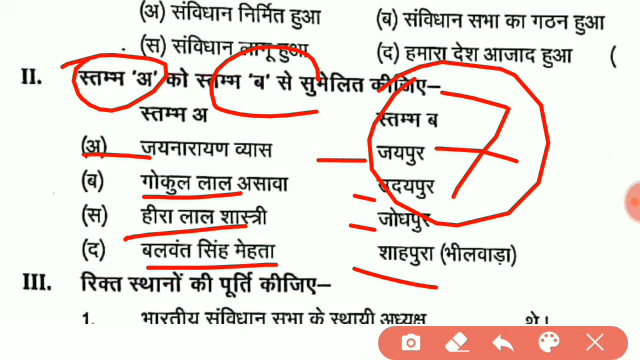 (अ) संविधान निर्मित हुआ (ब) संविधान सभा का गठन हुआ
(स) संविधान लागू हुआ (द) हमारा देश आजाद हुआ (
II. स्तम्भ 'अ' को स्तम्भ 'ब' से सुमेलित कीजिए–
स्तम्भ अ स्तम्भ ब
(अ) जयनारायण व्यास जयपुर
(ब) गोकुल लाल असावा उदयपुर
(स) हीरा लाल शास्त्री जोधपुर
(द) बलवंत सिंह मेहता शाहपुरा (भीलवाड़ा)
III. रिक्त स्थानों की पूर्ति कीजिए–
1. भारतीय संविधान सभा के स्थायी अध्यक्ष थे।